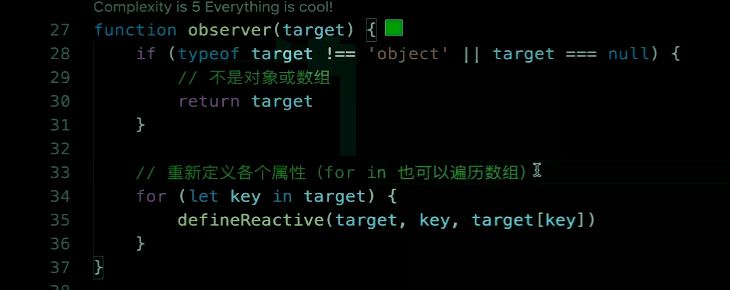 Complexity is 5 Everything is cool!
27 function observer(target) {
28 if (typeof target !== 'object' || target === null) {
29 // 不是对象或数组
30 return target
31 }
32
33 // 重新定义各个属性（for in 也可以遍历数组）
34 for (let key in target) {
35 defineReactive(target, key, target[key])
36 }
37 }
38